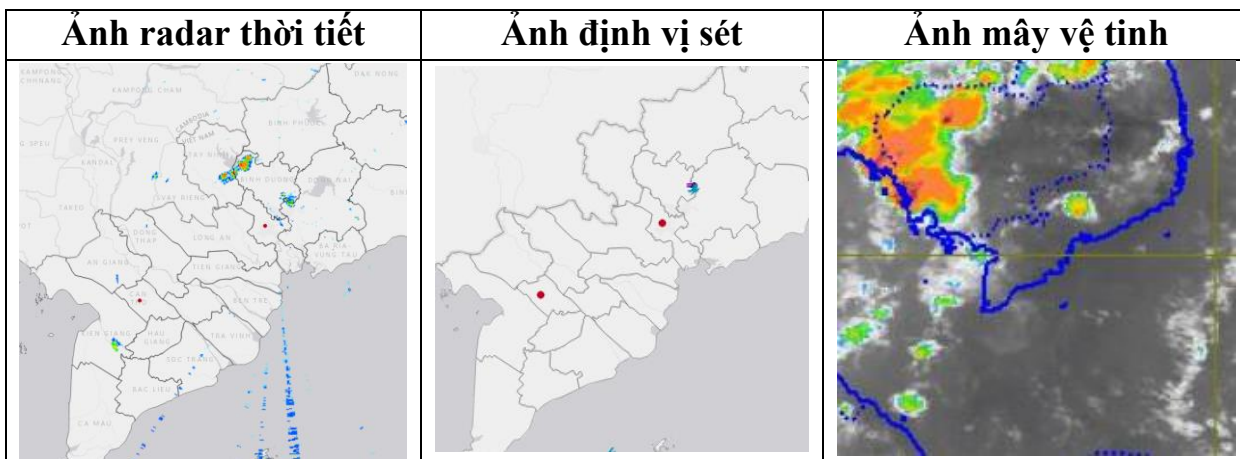 Ảnh radar thời tiết
Ảnh định vị sét
Ảnh mây vệ tinh
KAMPONG
CHHNANG
KAMPONG CHAM
DAK NONG
BINH PHUOC
CAMBODIA
VIET NAM
PREY VENG
TAY NINH
KANDAL
BINH DUONG
DONG NAI
SVAY RIENG
TAKEO
DONG
THAP
LONG AN
BA RIA-
VUNG TAU
AN GIANG
TIEN GIANG
CAN
BEN TRE
KIEN GIANG
HAU
GIANG
TRA VINH
SOC TRANG
BAC LIEU
CA MAU